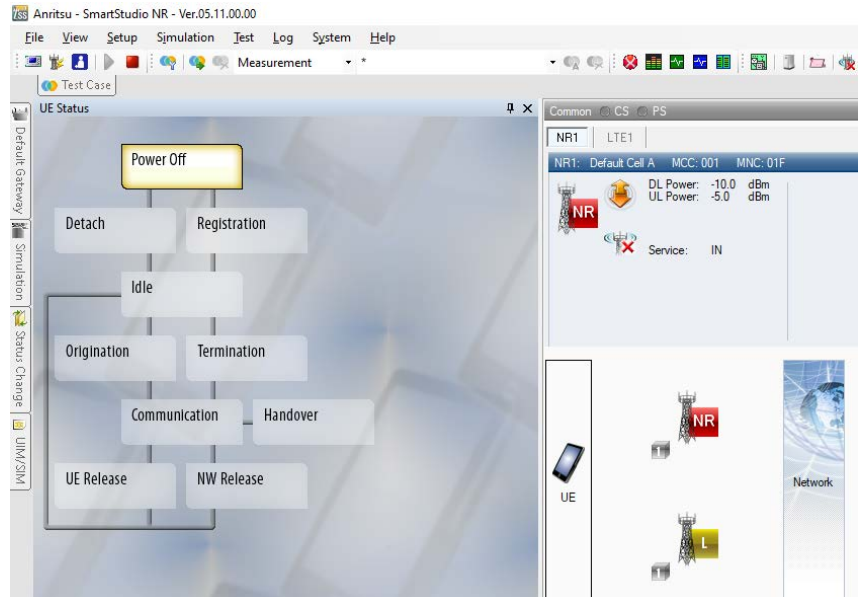 Anritsu - SmartStudio NR - Ver.05.11.00.00
File View Setup Simulation Test Log System Help
Measurement *
Test Case
UE Status
Common CS PS
Default Gateway
Simulation
Status Change
UIM/SIM
Power Off
Detach Registration
Idle
Origination Termination
Communication Handover
UE Release NW Release
NR1 LTE1
NR1: Default Cell A MCC: 001 MNC: 01F
NR
DL Power: -10.0 dBm
UL Power: -5.0 dBm
Service: IN
NR
1
UE
Network
L
1